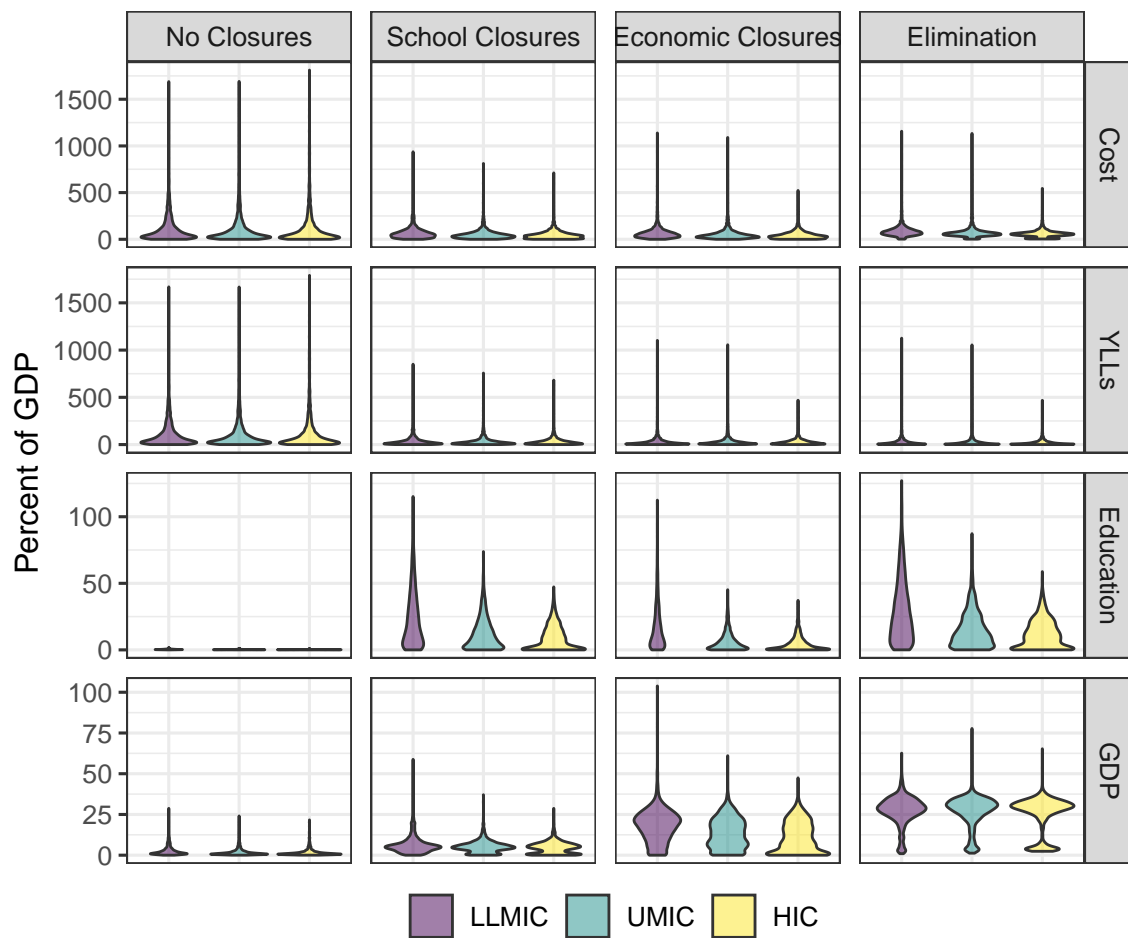 No Closures School Closures Economic Closures Elimination
1500
1000
500
0
Cost
1500
1000
500
0
YLLs
Percent of GDP
100
50
0
Education
100
75
50
25
0
GDP
LLMIC UMIC HIC